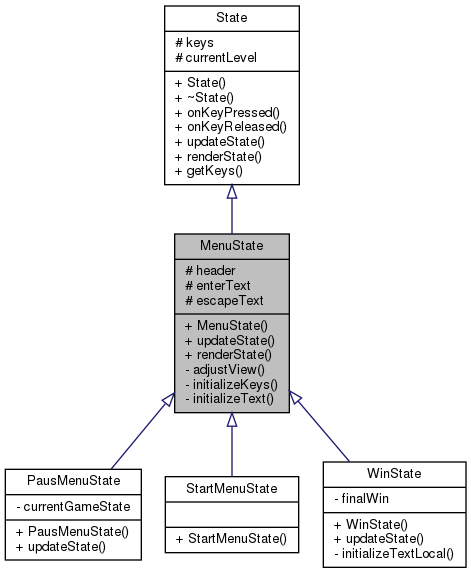 State
# keys
# currentLevel
+ State()
+ ~State()
+ onKeyPressed()
+ onKeyReleased()
+ updateState()
+ renderState()
+ getKeys()
MenuState
# header
# enterText
# escapeText
+ MenuState()
+ updateState()
+ renderState()
- adjustView()
- initializeKeys()
- initializeText()
PausMenuState
- currentGameState
+ PausMenuState()
+ updateState()
StartMenuState
+ StartMenuState()
WinState
- finalWin
+ WinState()
+ updateState()
- initializeTextLocal()